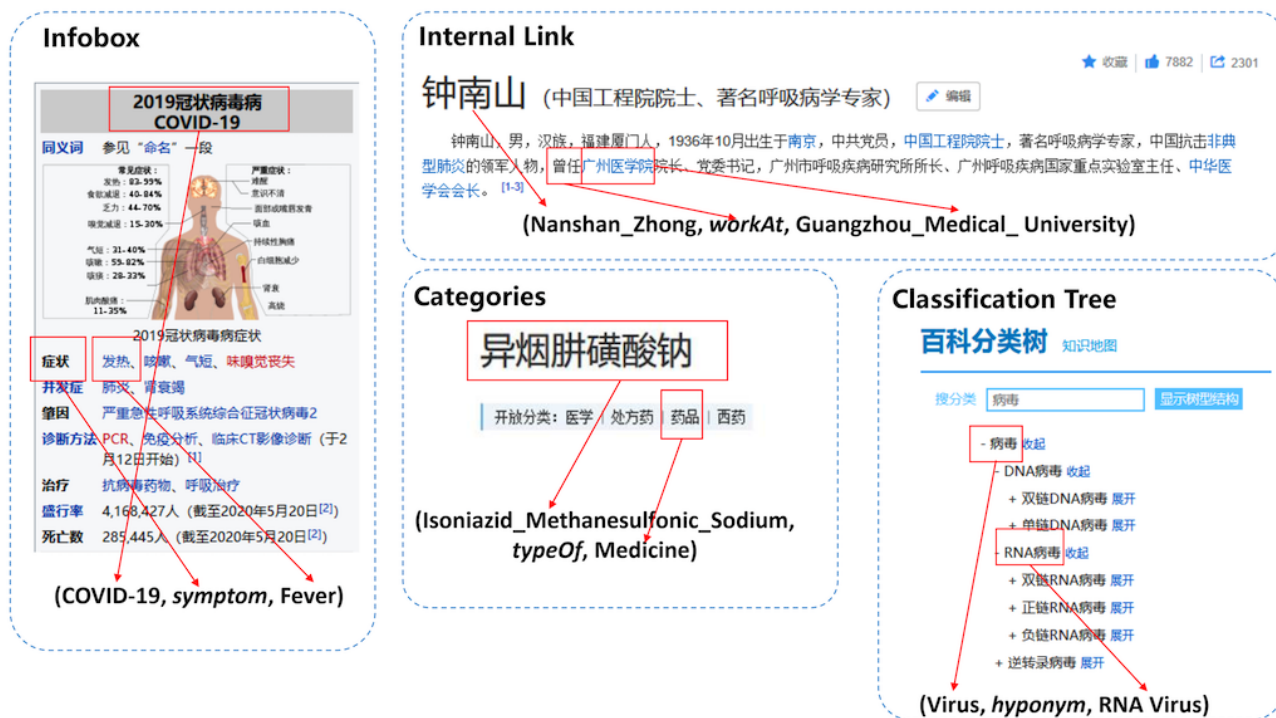 Infobox
2019冠状病毒病
COVID-19
同义词 参见 “命名” 一段
常见症状：
发热：83-99%
食欲减退：40-84%
乏力：44-70%
嗅觉减退：15-30%
气短：31-40%
咳嗽：59-82%
咳痰：28-33%
肌肉酸痛：
11-35%
严重症状：
难醒
意识不清
面部或嘴唇发青
咳血
持续性胸痛
白细胞减少
肾衰
高烧
2019冠状病毒病症状
症状 发热、咳嗽、气短、味嗅觉丧失
并发症 肺炎、肾衰竭
肇因 严重急性呼吸系统综合征冠状病毒2
诊断方法 PCR、免疫分析、临床CT影像诊断（于2
月12日开始）[1]
治疗 抗病毒药物、呼吸治疗
盛行率 4,168,427人（截至2020年5月20日[2]）
死亡数 285,445人（截至2020年5月20日[2]）
(COVID-19, symptom, Fever)
Internal Link
收藏 7882 2301
钟南山（中国工程院院士、著名呼吸病学专家） 编辑
钟南山，男，汉族，福建厦门人，1936年10月出生于南京，中共党员，中国工程院院士，著名呼吸病学专家，中国抗击非典
型肺炎的领军人物，曾任广州医学院院长、党委书记，广州市呼吸疾病研究所所长、广州呼吸疾病国家重点实验室主任、中华医
学会会长。 [1-3]
(Nanshan_Zhong, workAt, Guangzhou_Medical_ University)
Categories
异烟肼磺酸钠
开放分类：医学 | 处方药 | 药品 | 西药
(Isoniazid_Methanesulfonic_Sodium,
typeOf, Medicine)
Classification Tree
百科分类树 知识地图
搜分类 病毒 显示树型结构
- 病毒 收起
- DNA病毒 收起
+ 双链DNA病毒 展开
+ 单链DNA病毒 展开
- RNA病毒 收起
+ 双链RNA病毒 展开
+ 正链RNA病毒 展开
+ 负链RNA病毒 展开
+ 逆转录病毒 展开
(Virus, hyponym, RNA Virus)